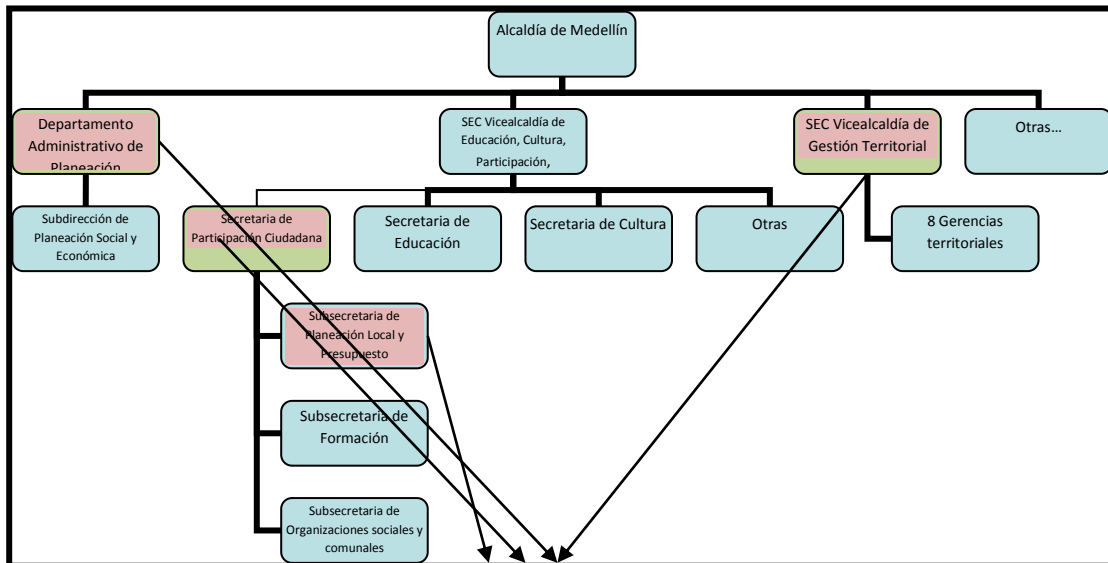 Alcaldía de Medellín
Departamento
Administrativo de
Planeación
SEC Vicealcaldía de
Educación, Cultura,
Participación,
SEC Vicealcaldía de
Gestión Territorial
Otras…
Subdirección de
Planeación Social y
Económica
Secretaria de
Participación Ciudadana
Secretaria de
Educación
Secretaria de Cultura
Otras
8 Gerencias
territoriales
Subsecretaria de
Planeación Local y
Presupuesto
Subsecretaria de
Formación
Subsecretaria de
Organizaciones sociales y
comunales